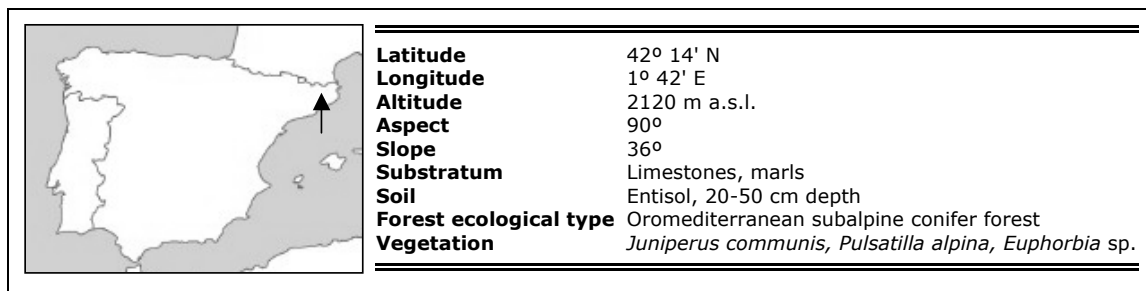 Latitude 42º 14' N
Longitude 1º 42' E
Altitude 2120 m a.s.l.
Aspect 90º
Slope 36º
Substratum Limestones, marls
Soil Entisol, 20-50 cm depth
Forest ecological type Oromediterranean subalpine conifer forest
Vegetation Juniperus communis, Pulsatilla alpina, Euphorbia sp.